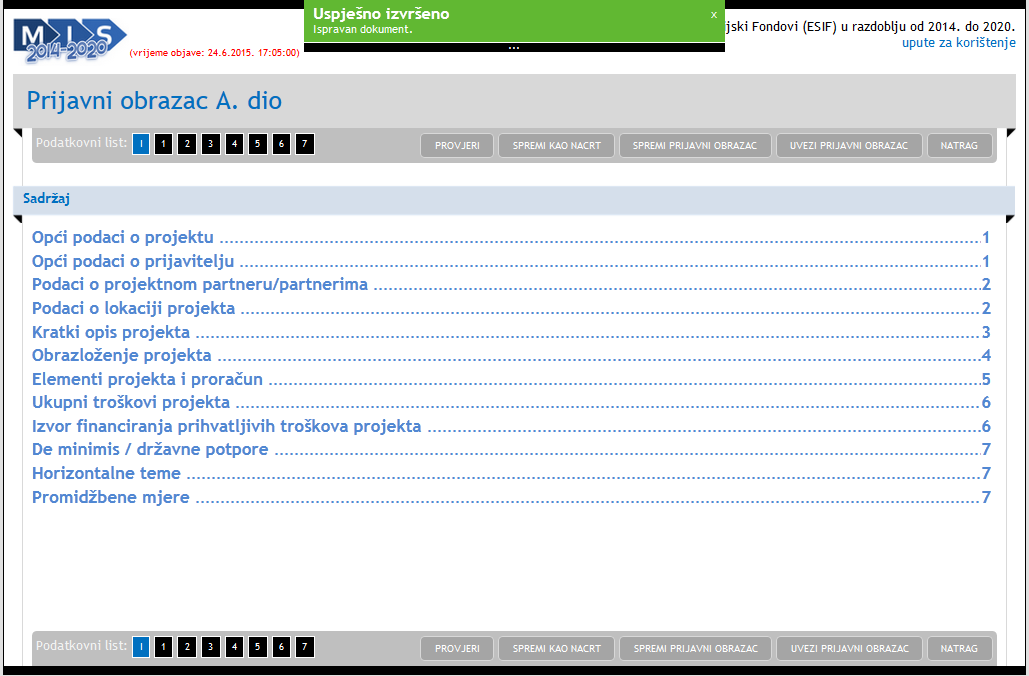 MIS
2014-2020
(vrijeme objave: 24.6.2015. 17:05:00)
Uspješno izvršeno
x
Ispravan dokument.
...
jski Fondovi (ESIF) u razdoblju od 2014. do 2020.
upute za korištenje
Prijavni obrazac A. dio
Podatkovni list: I 1 2 3 4 5 6 7 PROVJERI SPREMI KAO NACRT SPREMI PRIJAVNI OBRAZAC UVEZI PRIJAVNI OBRAZAC NATRAG
Sadržaj
Opći podaci o projektu ... 1
Opći podaci o prijavitelju ... 1
Podaci o projektnom partneru/partnerima ... 2
Podaci o lokaciji projekta ... 2
Kratki opis projekta ... 3
Obrazloženje projekta ... 4
Elementi projekta i proračun ... 5
Ukupni troškovi projekta ... 6
Izvor financiranja prihvatljivih troškova projekta ... 6
De minimis / državne potpore ... 7
Horizontalne teme ... 7
Promidžbene mjere ... 7
Podatkovni list: I 1 2 3 4 5 6 7 PROVJERI SPREMI KAO NACRT SPREMI PRIJAVNI OBRAZAC UVEZI PRIJAVNI OBRAZAC NATRAG